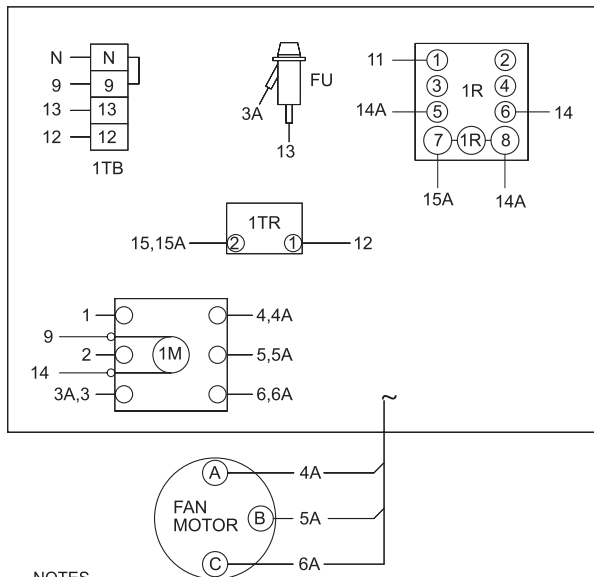 N N
9 9
13 13
12 12
1TB
FU
3A
13
11 1 2
3 1R 4
14A 5 6 14
7 1R 8
15A 14A
1TR
15,15A 2 1 12
1 4,4A
9
1M
2 5,5A
14
3A,3 6,6A
~
A 4A
FAN
MOTOR B 5A
C 6A
NOTES